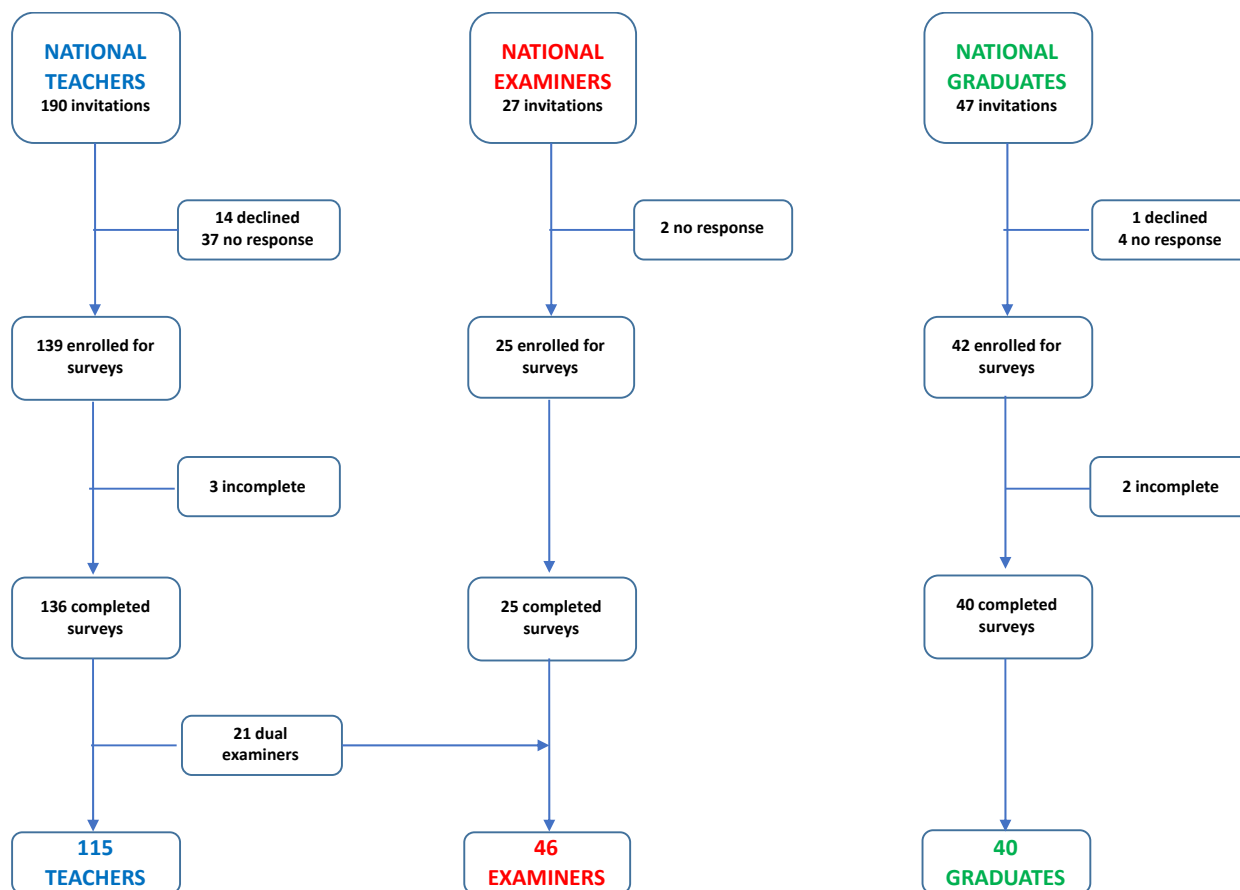 NATIONAL
TEACHERS
190 invitations
NATIONAL
EXAMINERS
27 invitations
NATIONAL
GRADUATES
47 invitations
14 declined
37 no response
2 no response
1 declined
4 no response
139 enrolled for
surveys
25 enrolled for
surveys
42 enrolled for
surveys
3 incomplete
2 incomplete
136 completed
surveys
25 completed
surveys
40 completed
surveys
21 dual
examiners
115
TEACHERS
46
EXAMINERS
40
GRADUATES